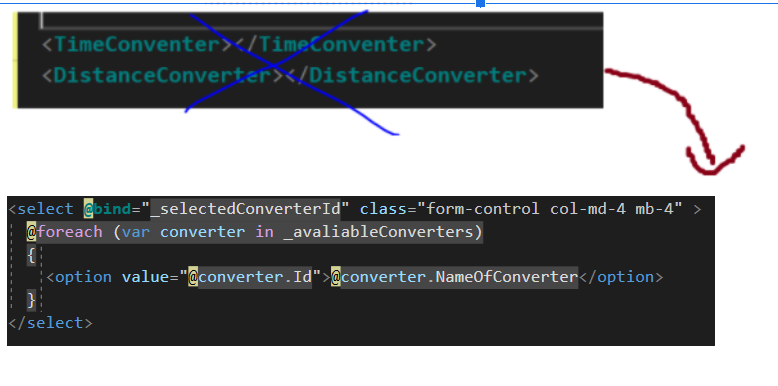 <TimeConventer></TimeConventer>
<DistanceConverter></DistanceConverter>
<select @bind="_selectedConverterId" class="form-control col-md-4 mb-4" >
@foreach (var converter in _avaliableConverters)
{
<option value="@converter.Id">@converter.NameOfConverter</option>
}
</select>